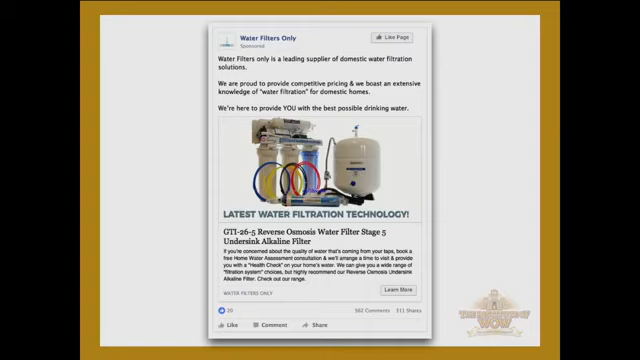 Water Filters Only
Sponsored
Like Page
Water Filters only is a leading supplier of domestic water filtration
solutions.
We are proud to provide competitive pricing and we boast an extensive
knowledge of "water filtration" for domestic homes.
We're here to provide YOU with the best possible drinking water.
LATEST WATER FILTRATION TECHNOLOGY!
GTI-26-5 Reverse Osmosis Water Filter Stage 5
Undersink Alkaline Filter
If you're concerned about the quality of water that's coming from your taps, book a
free Home Water Assessment consultation & we'll arrange a time to visit & provide
you with a "Health Check" on your home's water. We can give you a wide range of
"filtration system" choices, but highly recommend our Reverse Osmosis Undersink
Alkaline Filter. Check out our range.
WATER FILTERS ONLY
Learn More
20
562 Comments 311 Shares
Like Comment Share
THE INSTITUTE OF
WOW